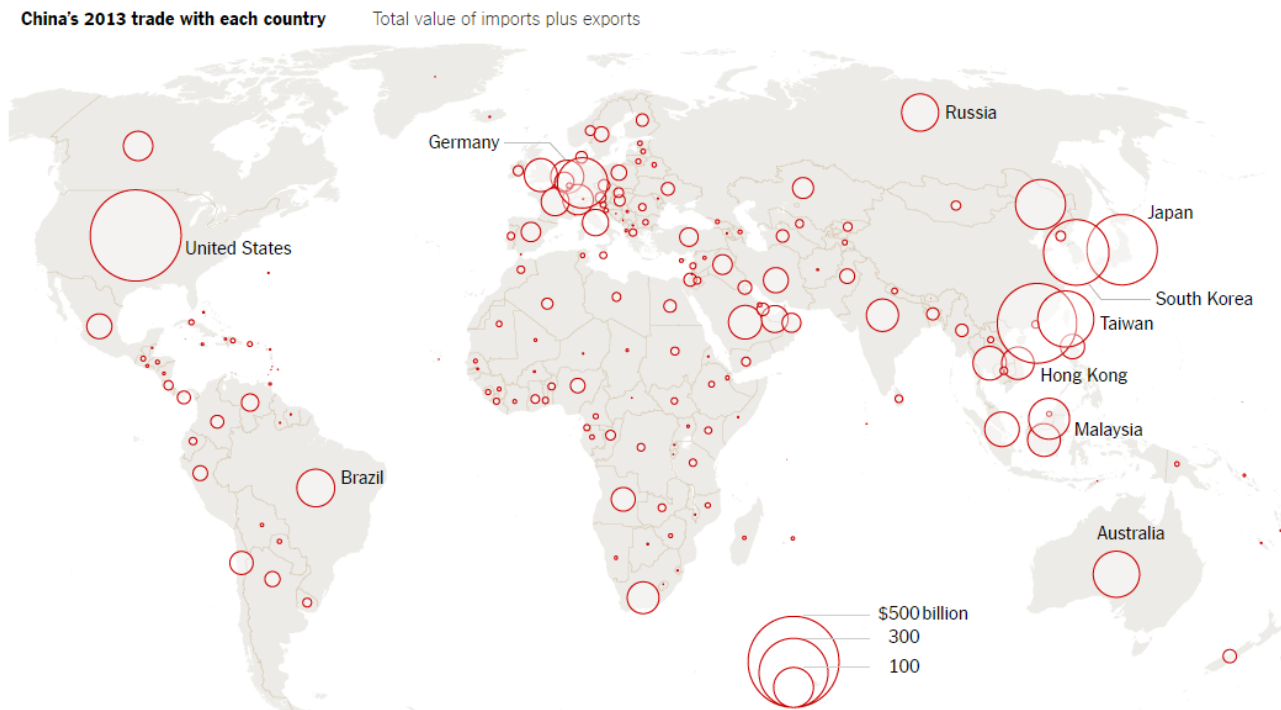 China's 2013 trade with each country Total value of imports plus exports
Russia
Germany
Japan
United States
South Korea
Taiwan
Hong Kong
Malaysia
Brazil
Australia
$500 billion
300
100